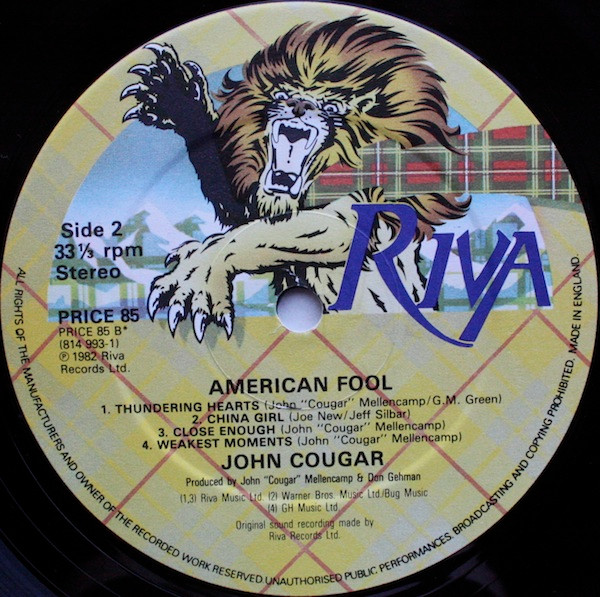 RIVA
Side 2
33⅓ rpm
Stereo
PRICE 85
PRICE 85 B*
(814 993-1)
℗ 1982 Riva
Records Ltd.
AMERICAN FOOL
1. THUNDERING HEARTS (John "Cougar" Mellencamp/G.M. Green)
2. CHINA GIRL (Joe New/Jeff Silbar)
3. CLOSE ENOUGH (John "Cougar" Mellencamp)
4. WEAKEST MOMENTS (John "Cougar" Mellencamp)
JOHN COUGAR
Produced by John "Cougar" Mellencamp & Don Gehman
(1,3) Riva Music Ltd. (2) Warner Bros. Music Ltd./Bug Music
(4) GH Music Ltd.
Original sound recording made by
Riva Records Ltd.
ALL RIGHTS OF THE MANUFACTURERS AND OWNER OF THE RECORDED WORK RESERVED. UNAUTHORISED PUBLIC PERFORMANCES, BROADCASTING AND COPYING PROHIBITED. MADE IN ENGLAND.